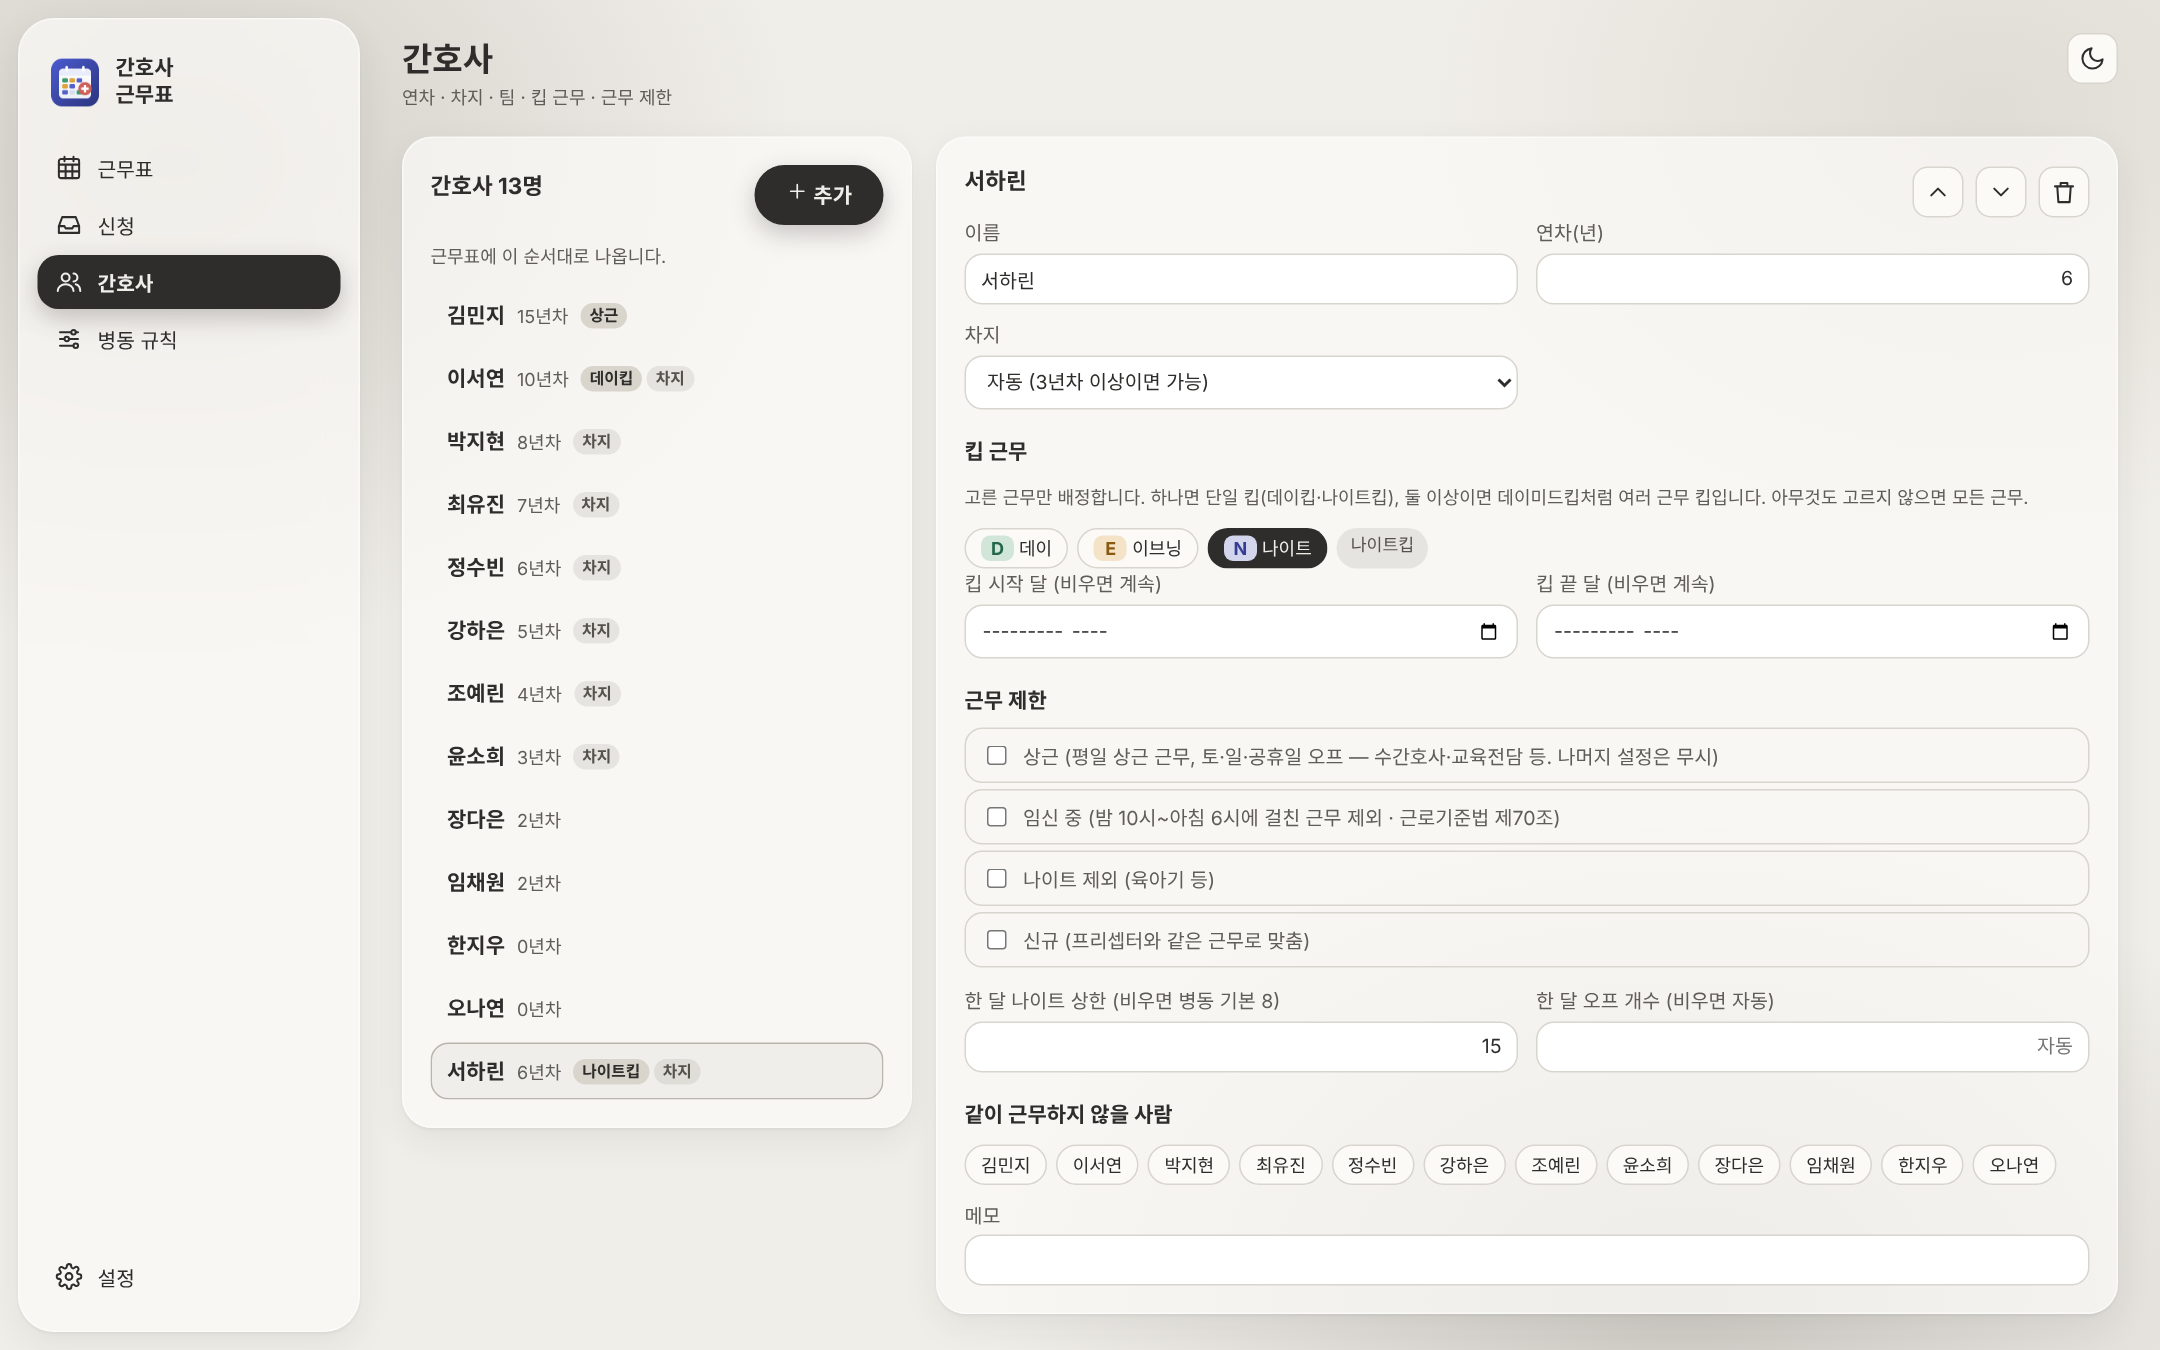 간호사
근무표
근무표
신청
간호사
병동 규칙
설정
간호사
연차 · 차지 · 팀 · 킵 근무 · 근무 제한
간호사 13명
+ 추가
근무표에 이 순서대로 나옵니다.
김민지 15년차 상근
이서연 10년차 데이킵 차지
박지현 8년차 차지
최유진 7년차 차지
정수빈 6년차 차지
강하은 5년차 차지
조예린 4년차 차지
윤소희 3년차 차지
장다은 2년차
임채원 2년차
한지우 0년차
오나연 0년차
서하린 6년차 나이트킵 차지
서하린
이름 연차(년)
서하린 6
차지
자동 (3년차 이상이면 가능)
킵 근무
고른 근무만 배정합니다. 하나면 단일 킵(데이킵·나이트킵), 둘 이상이면 데이미드킵처럼 여러 근무 킵입니다. 아무것도 고르지 않으면 모든 근무.
D 데이 E 이브닝 N 나이트 나이트킵
킵 시작 달 (비우면 계속) 킵 끝 달 (비우면 계속)
--------- ---- --------- ----
근무 제한
상근 (평일 상근 근무, 토·일·공휴일 오프 — 수간호사·교육전담 등. 나머지 설정은 무시)
임신 중 (밤 10시~아침 6시에 걸친 근무 제외 · 근로기준법 제70조)
나이트 제외 (육아기 등)
신규 (프리셉터와 같은 근무로 맞춤)
한 달 나이트 상한 (비우면 병동 기본 8) 한 달 오프 개수 (비우면 자동)
15 자동
같이 근무하지 않을 사람
김민지 이서연 박지현 최유진 정수빈 강하은 조예린 윤소희 장다은 임채원 한지우 오나연
메모